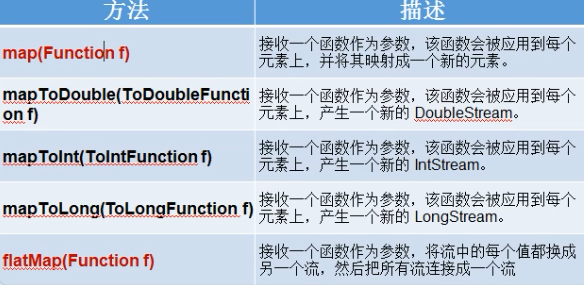 方法
描述
map(Function f)
接收一个函数作为参数，该函数会被应用到每个
元素上，并将其映射成一个新的元素。
mapToDouble(ToDoubleFuncti
on f)
接收一个函数作为参数，该函数会被应用到每个
元素上，产生一个新的 DoubleStream。
mapToInt(ToIntFunction f)
接收一个函数作为参数，该函数会被应用到每个
元素上，产生一个新的 IntStream。
mapToLong(ToLongFunction f)
接收一个函数作为参数，该函数会被应用到每个
元素上，产生一个新的 LongStream。
flatMap(Function f)
接收一个函数作为参数，将流中的每个值都换成
另一个流，然后把所有流连接成一个流